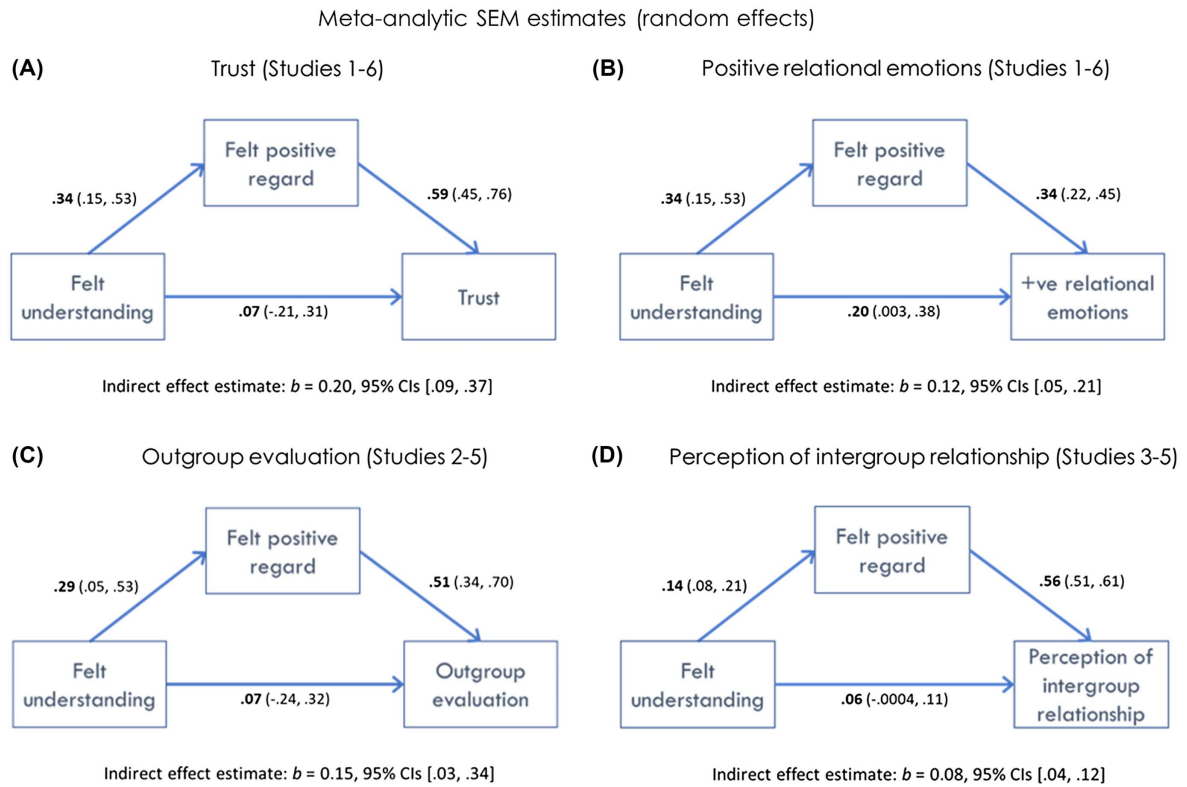 Meta-analytic SEM estimates (random effects)
(A) Trust (Studies 1-6)
Felt positive
regard
.34 (.15, .53)
.59 (.45, .76)
Felt
understanding
Trust
.07 (-.21, .31)
Indirect effect estimate: b = 0.20, 95% CIs [.09, .37]
(B) Positive relational emotions (Studies 1-6)
Felt positive
regard
.34 (.15, .53)
.34 (.22, .45)
Felt
understanding
+ve relational
emotions
.20 (.003, .38)
Indirect effect estimate: b = 0.12, 95% CIs [.05, .21]
(C) Outgroup evaluation (Studies 2-5)
Felt positive
regard
.29 (.05, .53)
.51 (.34, .70)
Felt
understanding
Outgroup
evaluation
.07 (-.24, .32)
Indirect effect estimate: b = 0.15, 95% CIs [.03, .34]
(D) Perception of intergroup relationship (Studies 3-5)
Felt positive
regard
.14 (.08, .21)
.56 (.51, .61)
Felt
understanding
Perception of
intergroup
relationship
.06 (-.0004, .11)
Indirect effect estimate: b = 0.08, 95% CIs [.04, .12]